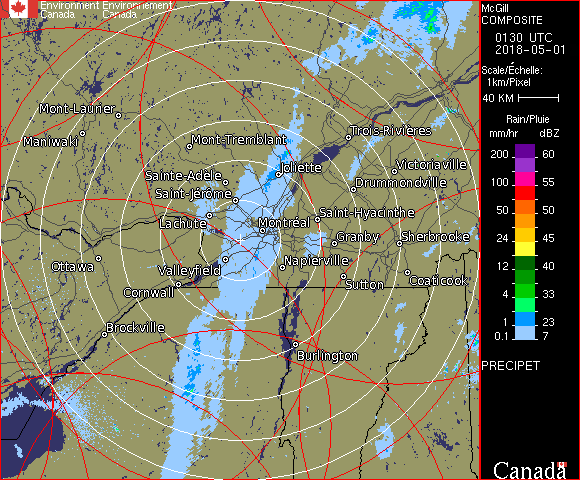 Environment Environnement
Canada Canada
McGill
COMPOSITE
0130 UTC
2018-05-01
Scale/Échelle:
1km/Pixel
40 KM
Rain/Pluie
mm/hr dBZ
200 60
100 55
50 50
24 45
12 40
4 33
1 23
0.1 7
PRECIPET
Canada
Mont-Laurier
Maniwaki
Mont-Tremblant
Trois-Rivières
Sainte-Adèle
Joliette
Victoriaville
Saint-Jérôme
Drummondville
Lachute
Montréal
Saint-Hyacinthe
Granby
Sherbrooke
Ottawa
Valleyfield
Napierville
Cornwall
Sutton
Coaticook
Brockville
Burlington